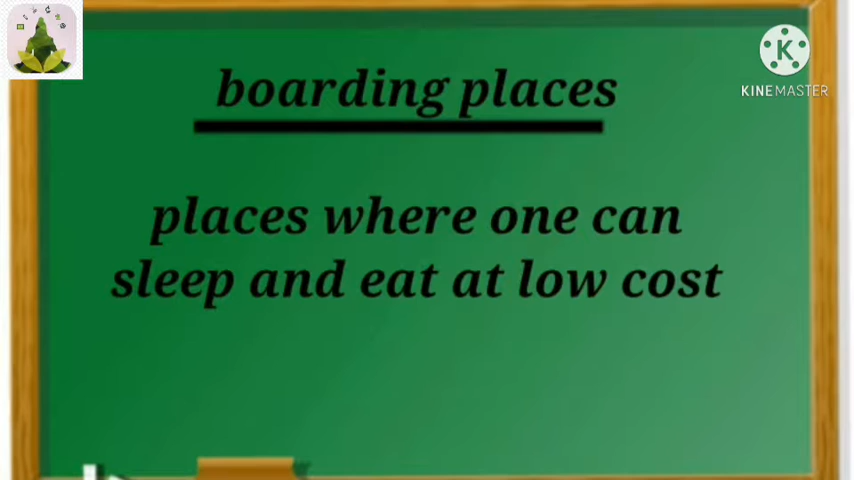 boarding places
KINEMASTER
places where one can
sleep and eat at low cost